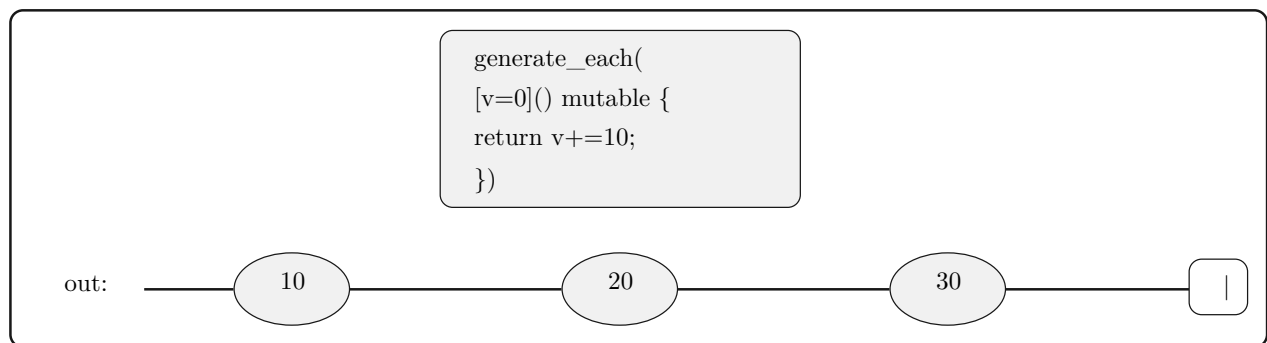 generate_each(
[v=0]() mutable {
return v+=10;
})
out: 10 20 30 |